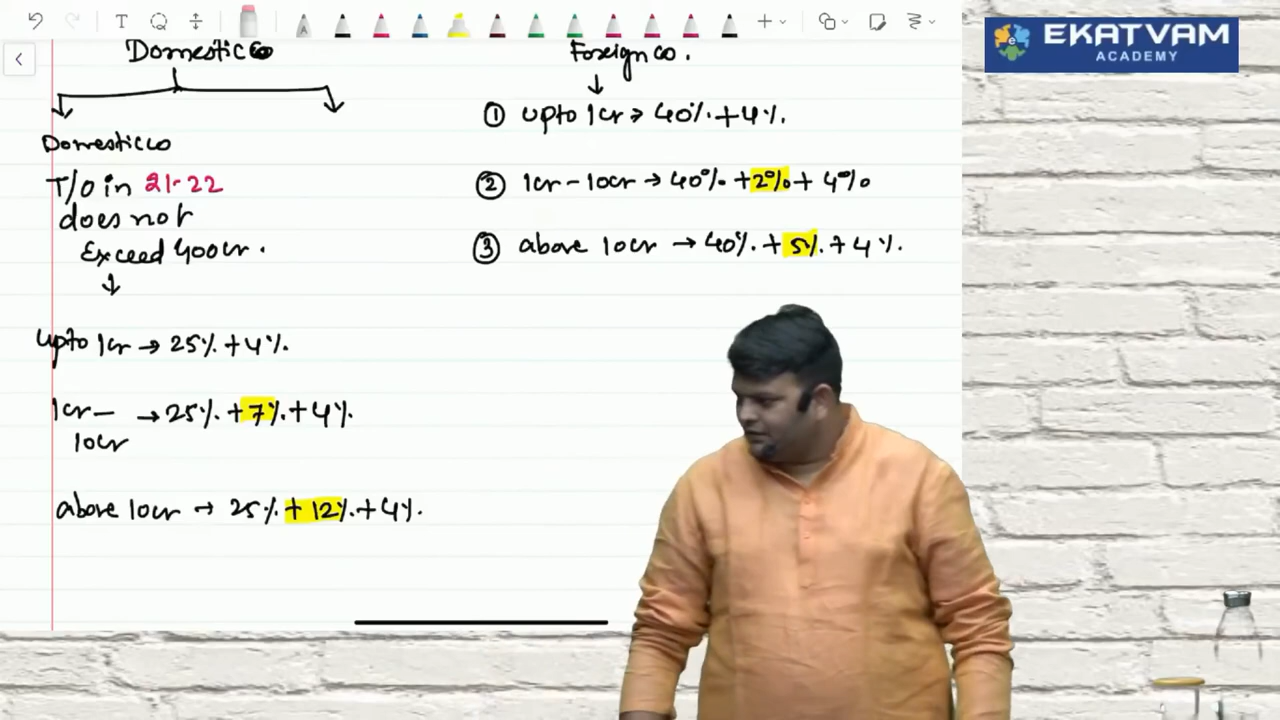 EKATVAM
ACADEMY
Domestic Co
Domestic co
T/O in 21-22
does not
Exceed 400cr.
upto 1cr → 25% + 4%.
1cr – 10cr → 25% + 7% + 4%
above 10cr → 25% + 12% + 4%.
Foreign co.
① upto 1cr → 40% + 4%.
② 1cr – 10cr → 40% + 2% + 4%
③ above 10cr → 40% + 5% + 4%.